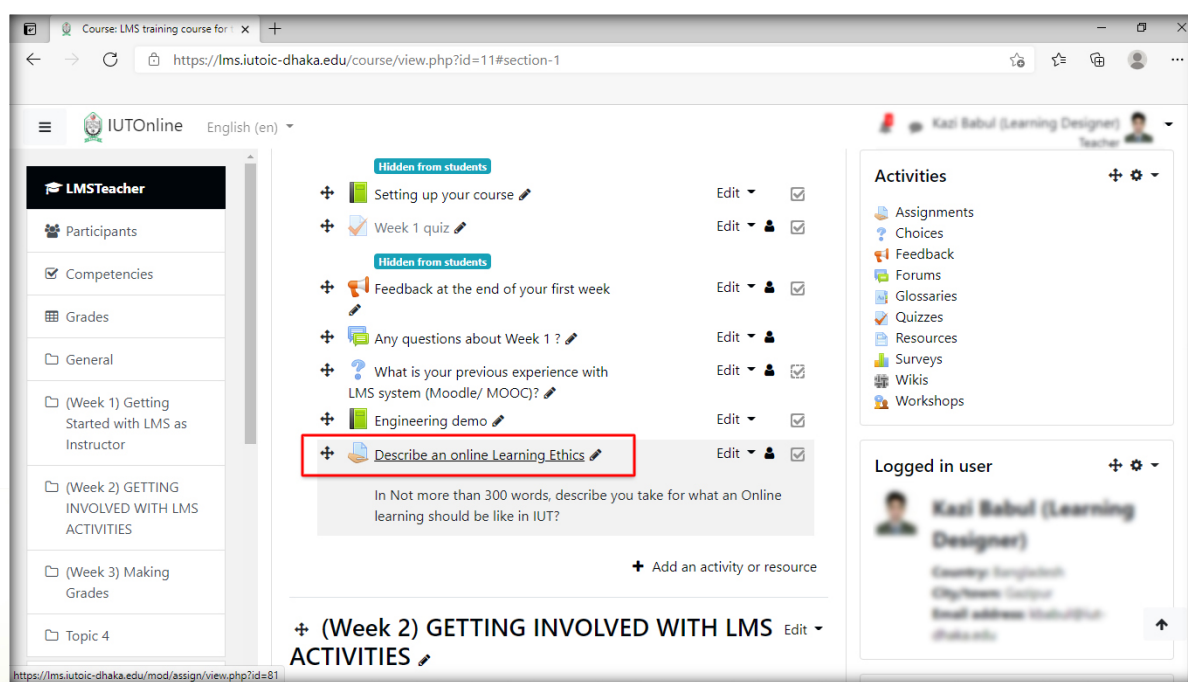 Course: LMS training course for t
https://lms.iutoic-dhaka.edu/course/view.php?id=11#section-1
IUTOnline English (en)
Kazi Babul (Learning Designer)
Teacher
LMSTeacher
Participants
Competencies
Grades
General
(Week 1) Getting
Started with LMS as
Instructor
(Week 2) GETTING
INVOLVED WITH LMS
ACTIVITIES
(Week 3) Making
Grades
Topic 4
Hidden from students
Setting up your course Edit
Week 1 quiz Edit
Hidden from students
Feedback at the end of your first week Edit
Any questions about Week 1 ? Edit
What is your previous experience with Edit
LMS system (Moodle/ MOOC)?
Engineering demo Edit
Describe an online Learning Ethics Edit
In Not more than 300 words, describe you take for what an Online
learning should be like in IUT?
Add an activity or resource
(Week 2) GETTING INVOLVED WITH LMS Edit
ACTIVITIES
Activities
Assignments
Choices
Feedback
Forums
Glossaries
Quizzes
Resources
Surveys
Wikis
Workshops
Logged in user
Kazi Babul (Learning
Designer)
https://lms.iutoic-dhaka.edu/mod/assign/view.php?id=81